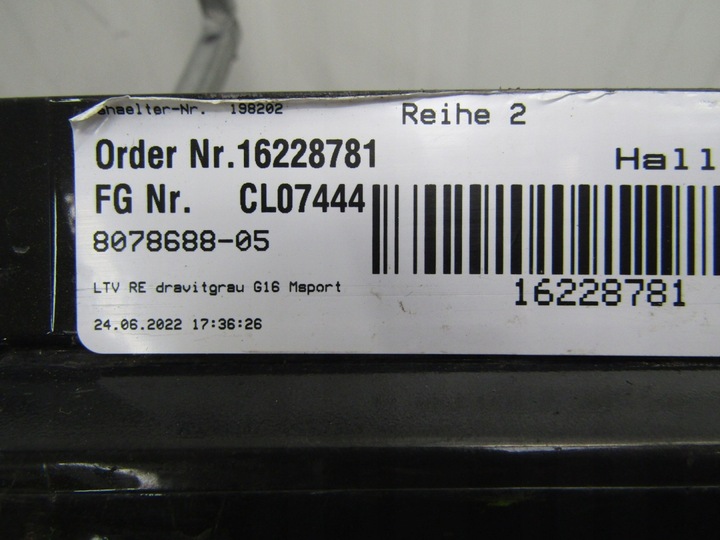 haelter-Nr. 198202
Reihe 2
Order Nr.16228781
Hall
FG Nr. CL07444
8078688-05
16228781
LTV RE dravitgrau G16 Msport
24.06.2022 17:36:26